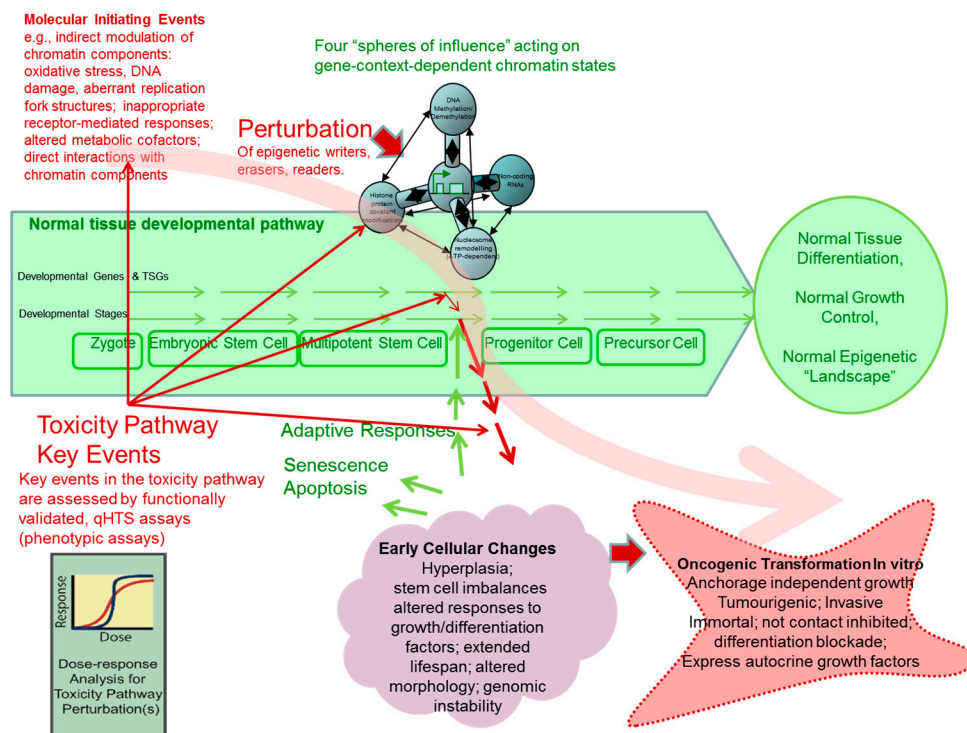 Molecular Initiating Events
e.g., indirect modulation of
chromatin components:
oxidative stress, DNA
damage, aberrant replication
fork structures; inappropriate
receptor-mediated responses;
altered metabolic cofactors;
direct interactions with
chromatin components
Four “spheres of influence” acting on
gene-context-dependent chromatin states
Perturbation
Of epigenetic writers,
erasers, readers.
DNA
Methylation/
Demethylation
Non-coding
RNAs
Histone
protein
covalent
modifications
Nucleosome
remodelling
(ATP-dependent)
Normal tissue developmental pathway
Developmental Genes & TSGs
Developmental Stages
Zygote
Embryonic Stem Cell
Multipotent Stem Cell
Progenitor Cell
Precursor Cell
Normal Tissue
Differentiation,
Normal Growth
Control,
Normal Epigenetic
“Landscape”
Toxicity Pathway
Key Events
Key events in the toxicity pathway
are assessed by functionally
validated, qHTS assays
(phenotypic assays)
Adaptive Responses
Senescence
Apoptosis
Response
Dose
Dose-response
Analysis for
Toxicity Pathway
Perturbation(s)
Early Cellular Changes
Hyperplasia;
stem cell imbalances
altered responses to
growth/differentiation
factors; extended
lifespan; altered
morphology; genomic
instability
Oncogenic Transformation In vitro
Anchorage independent growth
Tumourigenic; Invasive
Immortal; not contact inhibited;
differentiation blockade;
Express autocrine growth factors